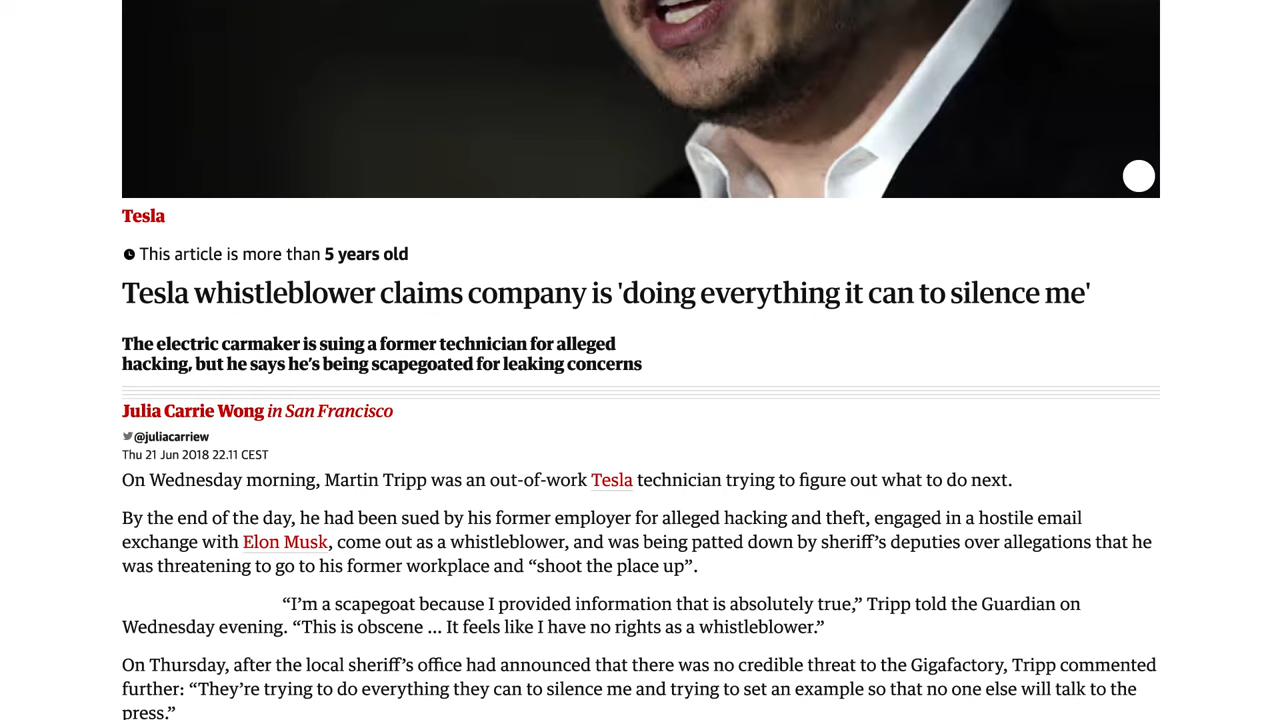 Tesla
This article is more than 5 years old
Tesla whistleblower claims company is 'doing everything it can to silence me'
The electric carmaker is suing a former technician for alleged
hacking, but he says he's being scapegoated for leaking concerns
Julia Carrie Wong in San Francisco
@juliacarriew
Thu 21 Jun 2018 22.11 CEST
On Wednesday morning, Martin Tripp was an out-of-work Tesla technician trying to figure out what to do next.
By the end of the day, he had been sued by his former employer for alleged hacking and theft, engaged in a hostile email
exchange with Elon Musk, come out as a whistleblower, and was being patted down by sheriff's deputies over allegations that he
was threatening to go to his former workplace and “shoot the place up”.
“I'm a scapegoat because I provided information that is absolutely true,” Tripp told the Guardian on
Wednesday evening. “This is obscene ... It feels like I have no rights as a whistleblower.”
On Thursday, after the local sheriff's office had announced that there was no credible threat to the Gigafactory, Tripp commented
further: “They're trying to do everything they can to silence me and trying to set an example so that no one else will talk to the
press.”